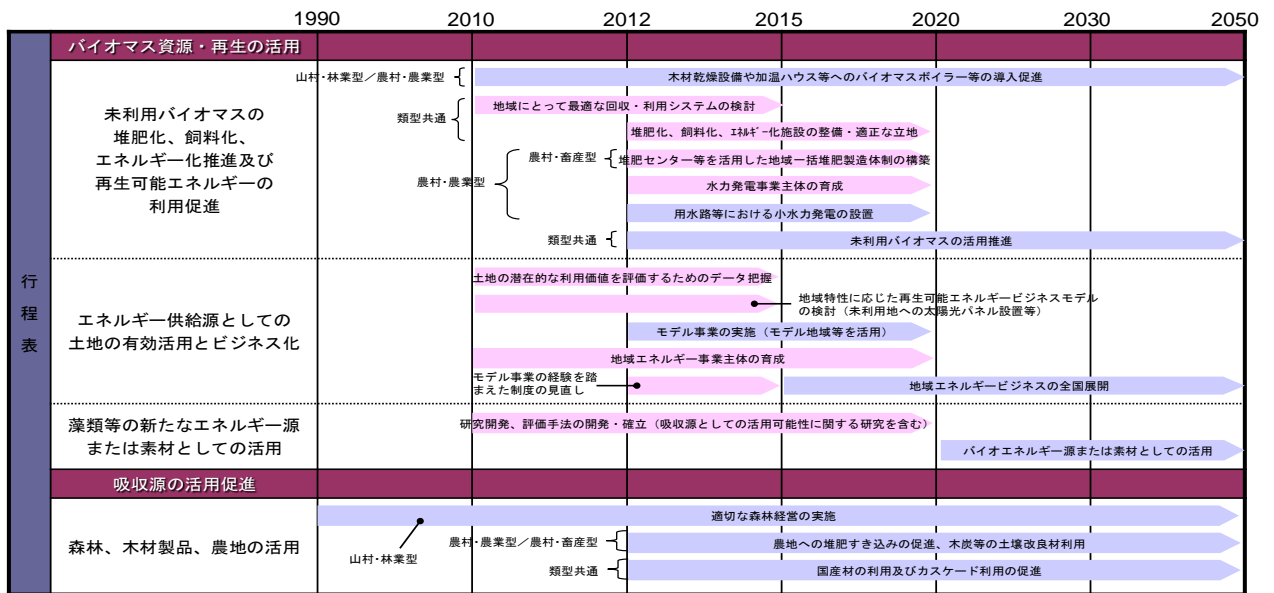 1990 2010 2012 2015 2020 2030 2050
行程表
バイオマス資源・再生の活用
未利用バイオマスの
堆肥化、飼料化、
エネルギー化推進及び
再生可能エネルギーの
利用促進
山村・林業型／農村・農業型
木材乾燥設備や加温ハウス等へのバイオマスボイラー等の導入促進
類型共通
地域にとって最適な回収・利用システムの検討
堆肥化、飼料化、ｴﾈﾙｷﾞｰ化施設の整備・適正な立地
農村・農業型
農村・畜産型
堆肥センター等を活用した地域一括堆肥製造体制の構築
水力発電事業主体の育成
用水路等における小水力発電の設置
類型共通
未利用バイオマスの活用推進
エネルギー供給源としての
土地の有効活用とビジネス化
土地の潜在的な利用価値を評価するためのデータ把握
地域特性に応じた再生可能エネルギービジネスモデル
の検討（未利用地への太陽光パネル設置等）
モデル事業の実施（モデル地域等を活用）
地域エネルギー事業主体の育成
モデル事業の経験を踏
まえた制度の見直し
地域エネルギービジネスの全国展開
藻類等の新たなエネルギー源
または素材としての活用
研究開発、評価手法の開発・確立（吸収源としての活用可能性に関する研究を含む）
バイオエネルギー源または素材としての活用
吸収源の活用促進
森林、木材製品、農地の活用
適切な森林経営の実施
山村・林業型
農村・農業型／農村・畜産型
農地への堆肥すき込みの促進、木炭等の土壌改良材利用
類型共通
国産材の利用及びカスケード利用の促進